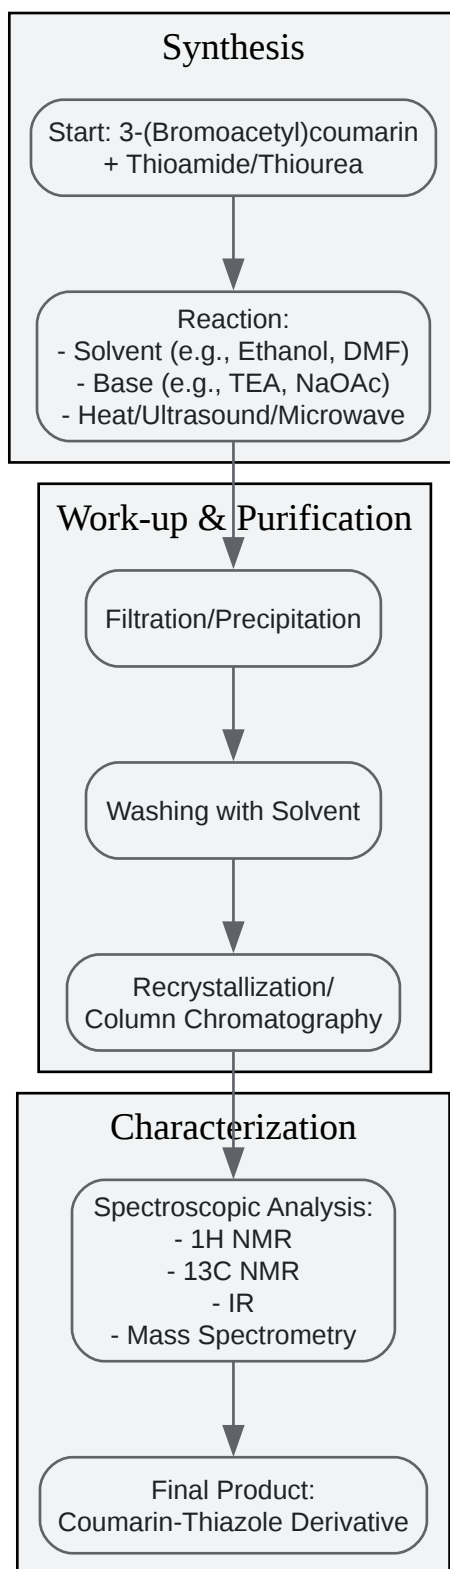 Synthesis
Start: 3-(Bromoacetyl)coumarin
+ Thioamide/Thiourea
Reaction:
- Solvent (e.g., Ethanol, DMF)
- Base (e.g., TEA, NaOAc)
- Heat/Ultrasound/Microwave
Work-up & Purification
Filtration/Precipitation
Washing with Solvent
Recrystallization/
Column Chromatography
Characterization
Spectroscopic Analysis:
- 1H NMR
- 13C NMR
- IR
- Mass Spectrometry
Final Product:
Coumarin-Thiazole Derivative